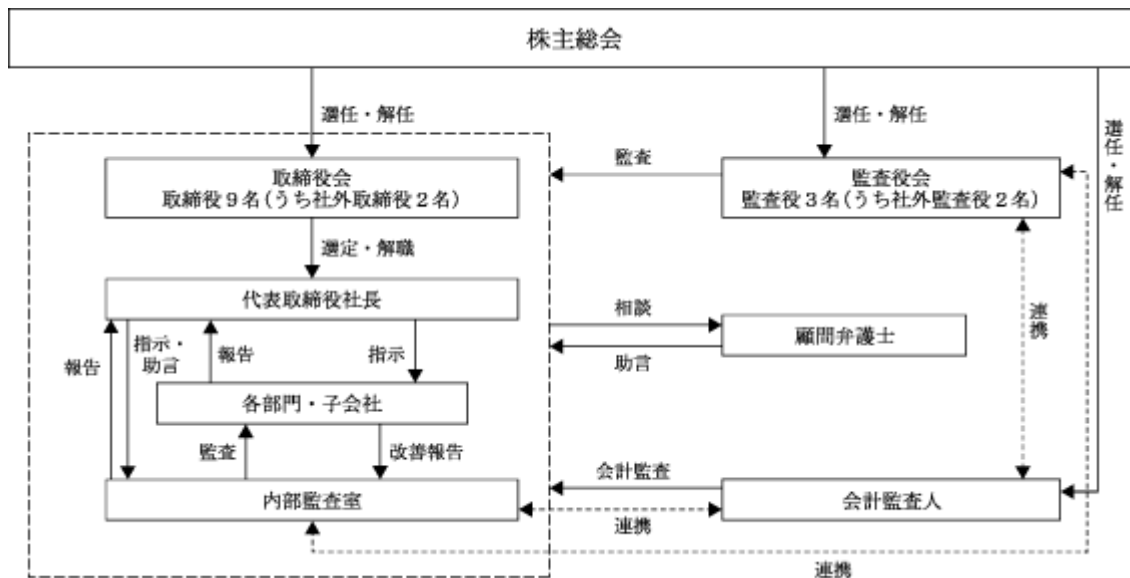 株主総会
選任・解任
選任・解任
選任・解任
取締役会
取締役9名(うち社外取締役2名)
監査
監査役会
監査役3名(うち社外監査役2名)
選定・解職
代表取締役社長
相談
顧問弁護士
助言
連携
報告
指示・
助言
報告
指示
各部門・子会社
監査
改善報告
会計監査
内部監査室
会計監査人
連携
連携